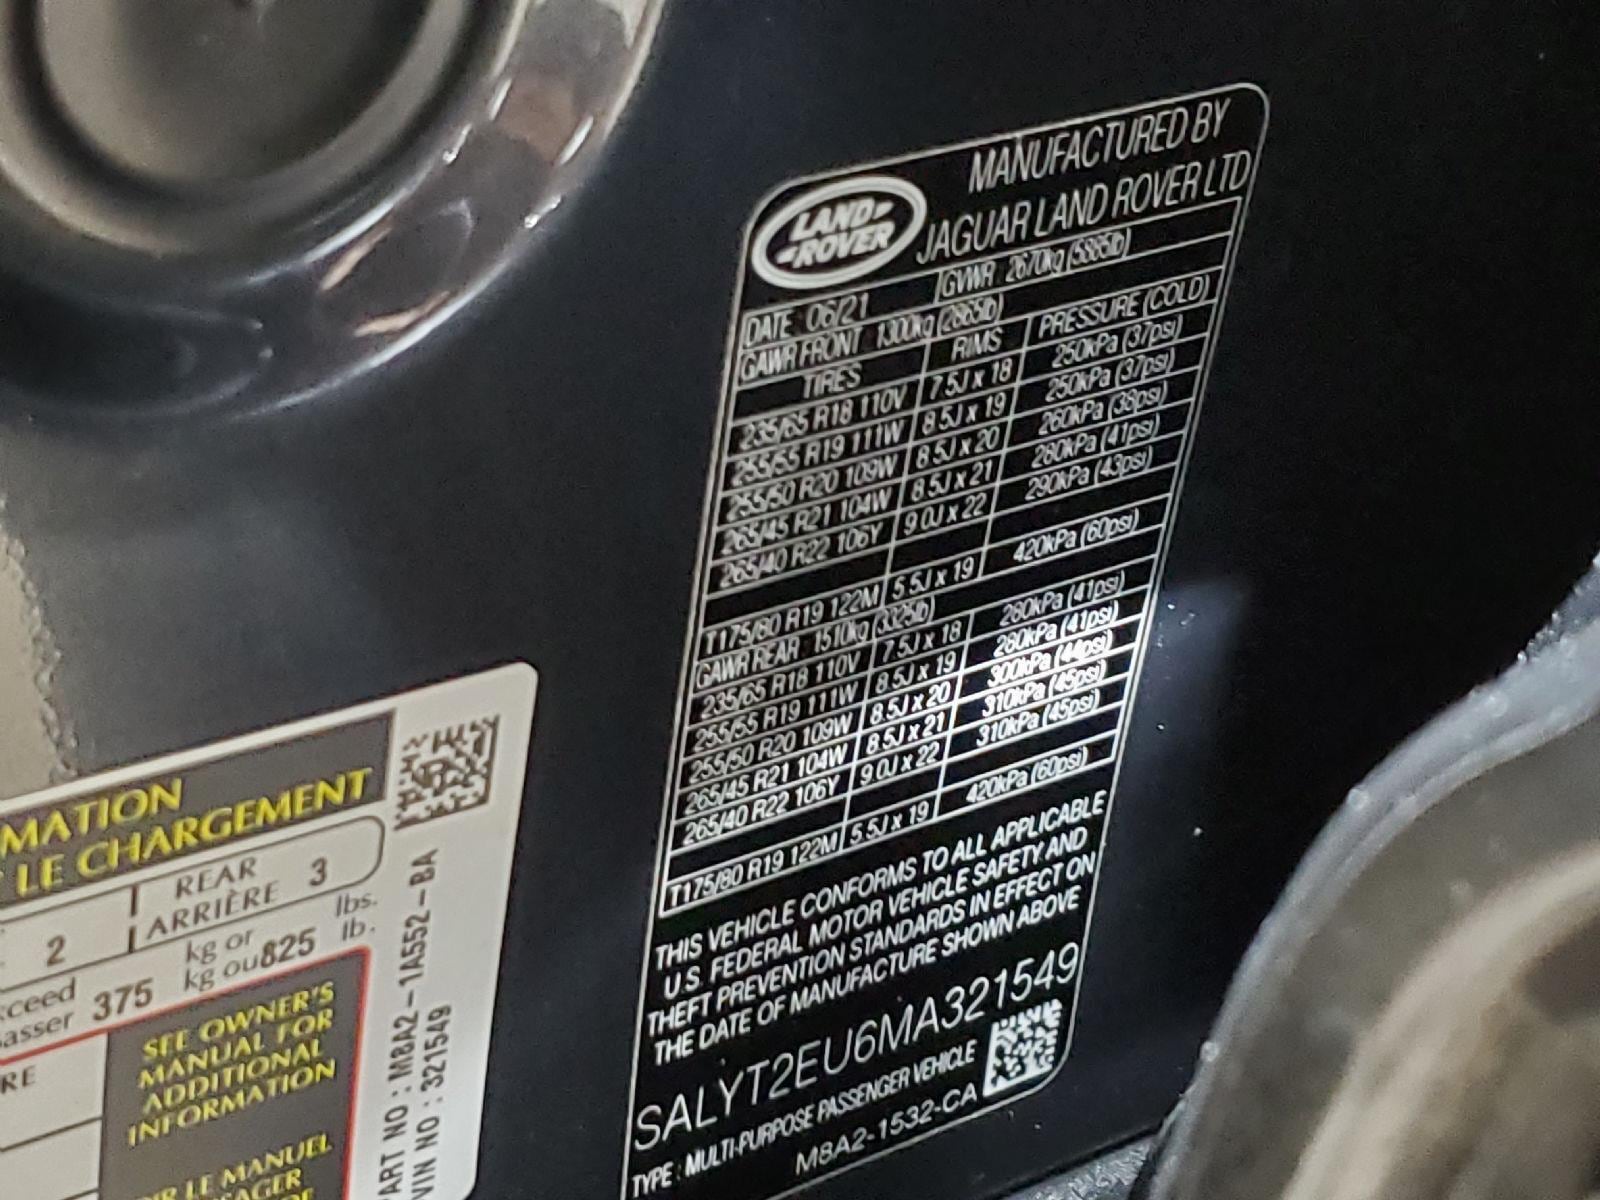 LAND-
-ROVER
MANUFACTURED BY
JAGUAR LAND ROVER LTD
DATE 06/21 GVWR 2670kg (5885lb)
GAWR FRONT 1300kg (2865lb)
TIRES RIMS PRESSURE (COLD)
235/65 R18 110V 7.5J x 18 250kPa (37psi)
255/55 R19 111W 8.5J x 19 250kPa (37psi)
255/50 R20 109W 8.5J x 20 260kPa (38psi)
265/45 R21 104W 8.5J x 21 280kPa (41psi)
265/40 R22 106Y 9.0J x 22 290kPa (43psi)
T175/80 R19 122M 5.5J x 19 420kPa (60psi)
GAWR REAR 1510kg (3325lb)
235/65 R18 110V 7.5J x 18 280kPa (41psi)
255/55 R19 111W 8.5J x 19 280kPa (41psi)
255/50 R20 109W 8.5J x 20 300kPa (44psi)
265/45 R21 104W 8.5J x 21 310kPa (45psi)
265/40 R22 106Y 9.0J x 22 310kPa (45psi)
T175/80 R19 122M 5.5J x 19 420kPa (60psi)
THIS VEHICLE CONFORMS TO ALL APPLICABLE
U.S. FEDERAL MOTOR VEHICLE SAFETY AND
THEFT PREVENTION STANDARDS IN EFFECT ON
THE DATE OF MANUFACTURE SHOWN ABOVE
SALYT2EU6MA321549
TYPE : MULTI-PURPOSE PASSENGER VEHICLE
M8A2-1532-CA
MATION
LE CHARGEMENT
2 REAR
ARRIÈRE 3
xceed 375 kg or 825 lbs.
asser kg ou lb.
RE
SEE OWNER'S
MANUAL FOR
ADDITIONAL
INFORMATION
IR LE MANUEL
SAGER
DE
ART NO : M8A2-1A552-BA
VIN NO : 321549